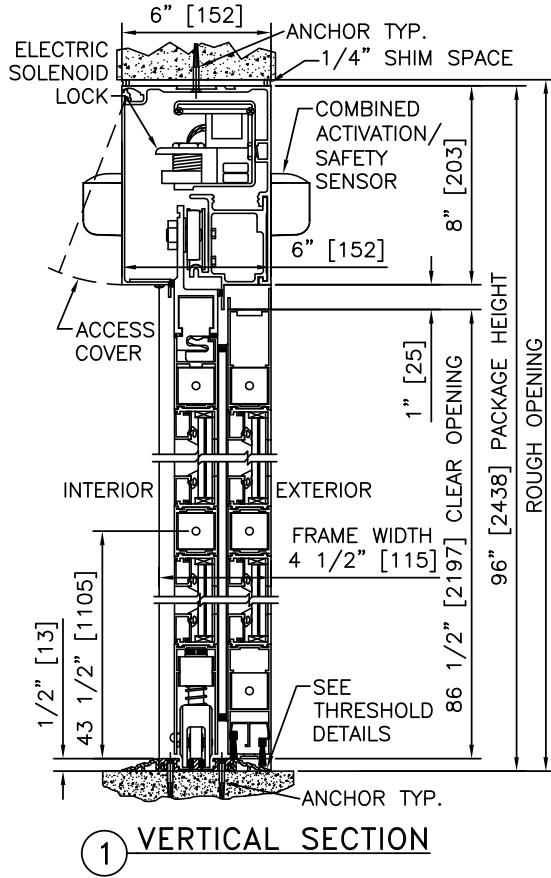 6” [152]
ANCHOR TYP.
1/4” SHIM SPACE
ELECTRIC
SOLENOID
LOCK
COMBINED
ACTIVATION/
SAFETY
SENSOR
8” [203]
6” [152]
ACCESS
COVER
1” [25]
INTERIOR
EXTERIOR
FRAME WIDTH
4 1/2” [115]
86 1/2” [2197] CLEAR OPENING
96” [2438] PACKAGE HEIGHT
ROUGH OPENING
1/2” [13]
43 1/2” [1105]
SEE
THRESHOLD
DETAILS
ANCHOR TYP.
1 VERTICAL SECTION